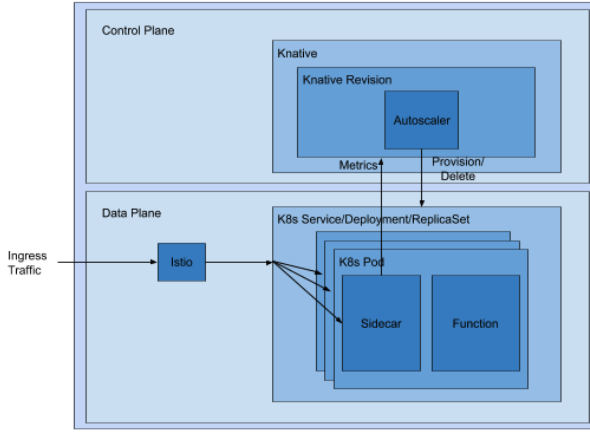 Control Plane
Knative
Knative Revision
Autoscaler
Metrics
Provision/
Delete
Data Plane
K8s Service/Deployment/ReplicaSet
Ingress
Traffic
Istio
K8s Pod
Sidecar
Function